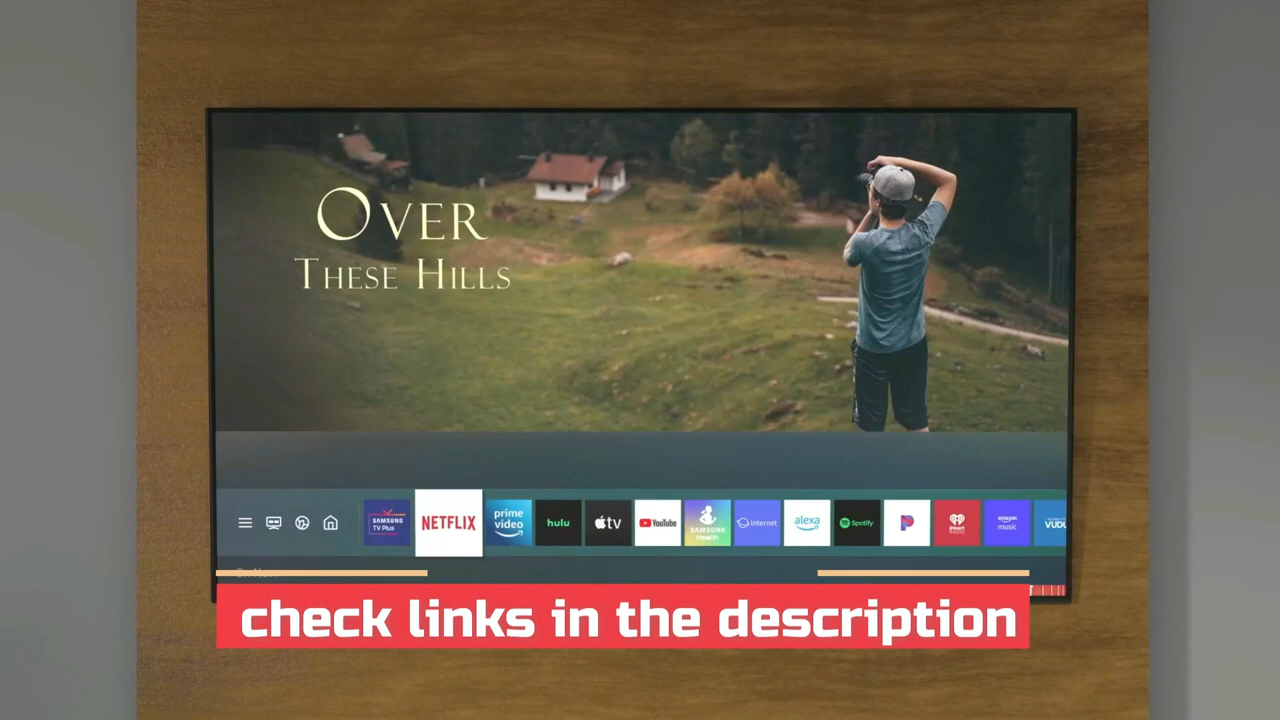 OVER
THESE HILLS
SAMSUNG
TV Plus
NETFLIX
prime
video
hulu
tv
YouTube
SAMSUNG
Health
Internet
alexa
Spotify
iHeart
RADIO
amazon
music
VUDU
check links in the description